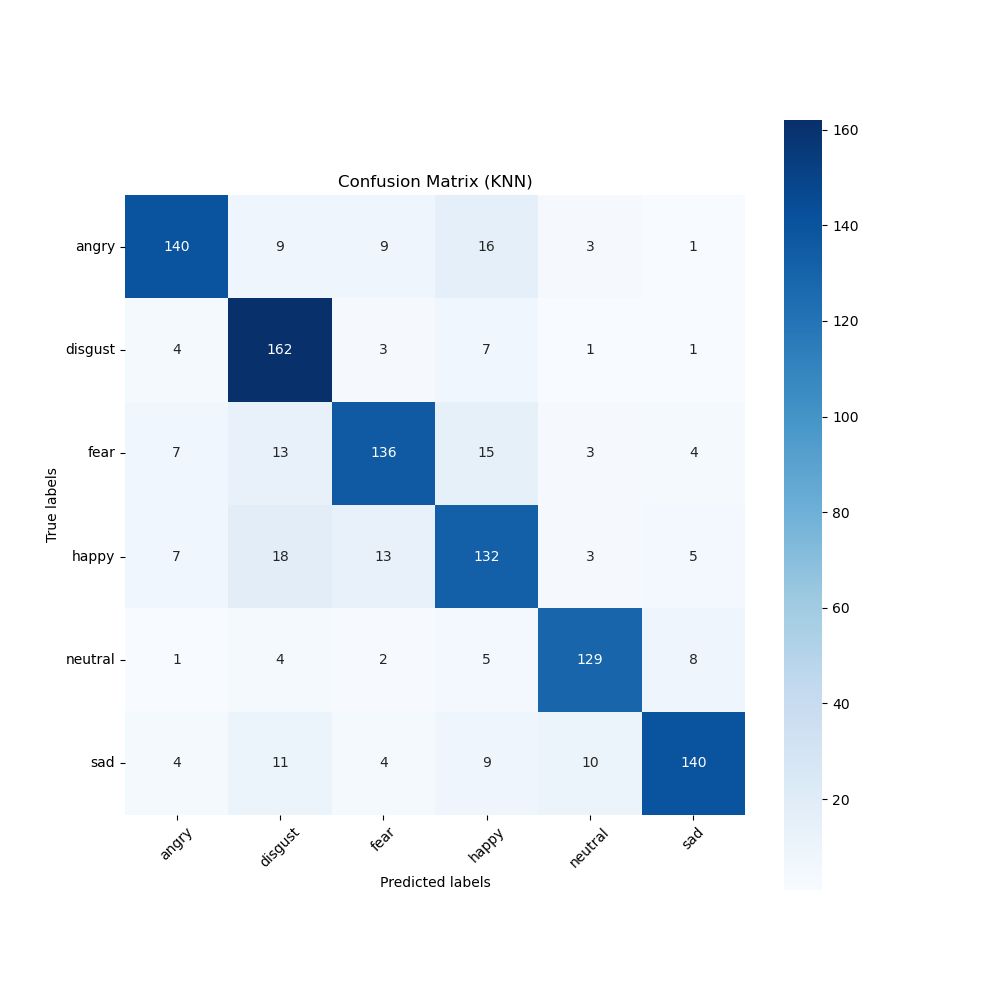 Confusion Matrix (KNN)
160
140
120
100
80
60
40
20
True labels
angry 140 9 9 16 3 1
disgust 4 162 3 7 1 1
fear 7 13 136 15 3 4
happy 7 18 13 132 3 5
neutral 1 4 2 5 129 8
sad 4 11 4 9 10 140
angry disgust fear happy neutral sad
Predicted labels